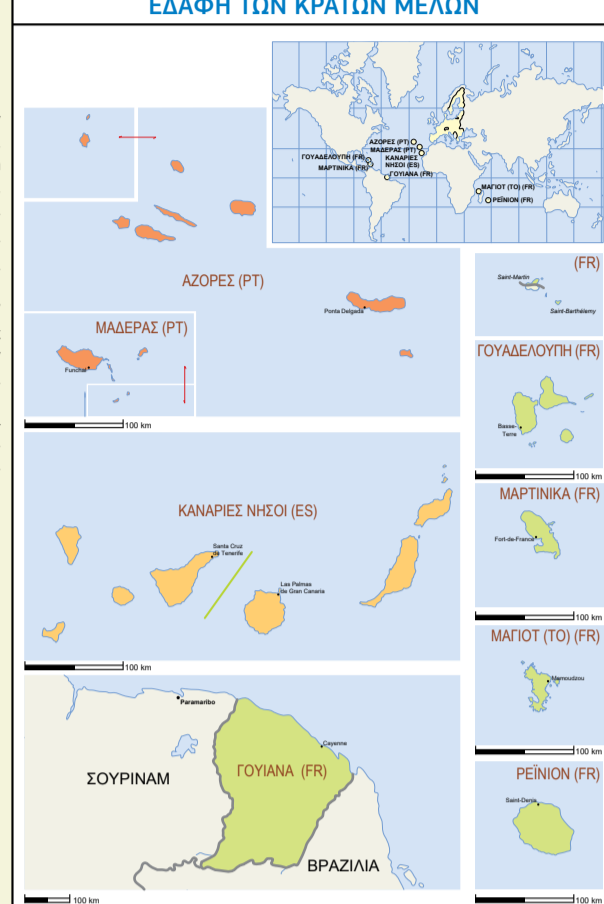 ΕΔΑΦΗ ΤΩΝ ΚΡΑΤΩΝ ΜΕΛΩΝ
ΑΖΟΡΕΣ (PT)
ΜΑΔΕΡΑΣ (PT)
ΚΑΝΑΡΙΕΣ
ΝΗΣΟΙ (ES)
ΓΟΥΑΔΕΛΟΥΠΗ (FR)
ΜΑΡΤΙΝΙΚΑ (FR)
ΓΟΥΙΑΝΑ (FR)
ΜΑΓΙΟΤ (ΤΟ) (FR)
ΡΕΪΝΙΟΝ (FR)
ΑΖΟΡΕΣ (PT)
Ponta Delgada
ΜΑΔΕΡΑΣ (PT)
Funchal
100 km
(FR)
Saint-Martin
Saint-Barthélemy
ΓΟΥΑΔΕΛΟΥΠΗ (FR)
Basse-
Terre
100 km
ΚΑΝΑΡΙΕΣ ΝΗΣΟΙ (ES)
Santa Cruz
de Tenerife
Las Palmas
de Gran Canaria
100 km
ΜΑΡΤΙΝΙΚΑ (FR)
Fort-de-France
100 km
ΜΑΓΙΟΤ (ΤΟ) (FR)
Mamoudzou
100 km
Paramaribo
Cayenne
ΣΟΥΡΙΝΑΜ
ΓΟΥΙΑΝΑ (FR)
ΒΡΑΖΙΛΙΑ
100 km
ΡΕΪΝΙΟΝ (FR)
Saint-Denis
100 km